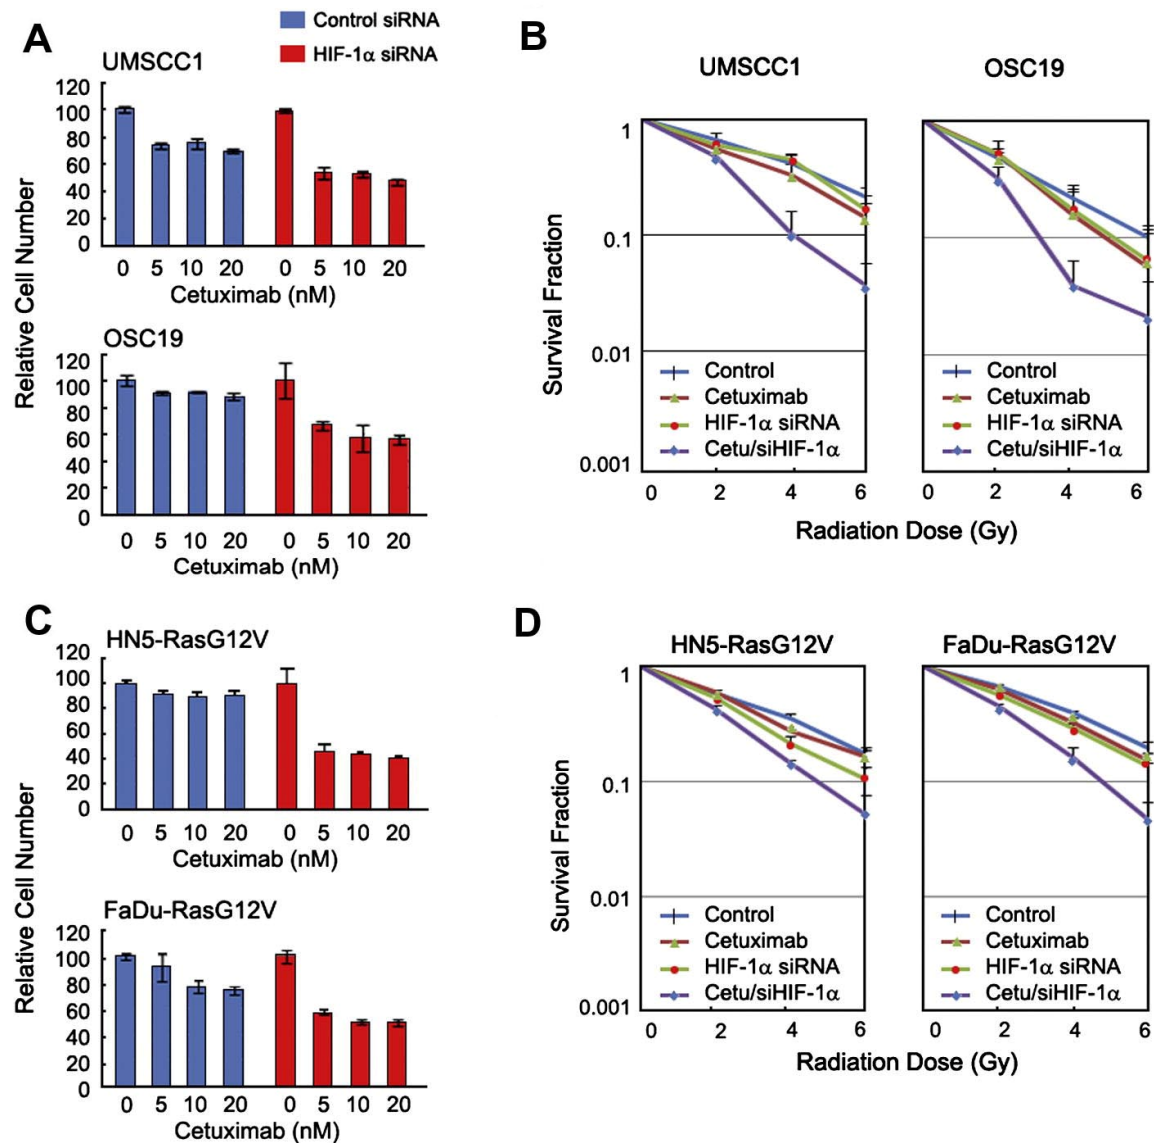 A
Control siRNA
HIF-1α siRNA
UMSCC1
120
100
80
60
40
20
0
0 5 10 20 0 5 10 20
Cetuximab (nM)
OSC19
120
100
80
60
40
20
0
0 5 10 20 0 5 10 20
Cetuximab (nM)
Relative Cell Number
B
UMSCC1
OSC19
1
0.1
0.01
0.001
Survival Fraction
Control
Cetuximab
HIF-1α siRNA
Cetu/siHIF-1α
Control
Cetuximab
HIF-1α siRNA
Cetu/siHIF-1α
0 2 4 6 0 2 4 6
Radiation Dose (Gy)
C
HN5-RasG12V
120
100
80
60
40
20
0
0 5 10 20 0 5 10 20
Cetuximab (nM)
FaDu-RasG12V
120
100
80
60
40
20
0
0 5 10 20 0 5 10 20
Cetuximab (nM)
Relative Cell Number
D
HN5-RasG12V
FaDu-RasG12V
1
0.1
0.01
0.001
Survival Fraction
Control
Cetuximab
HIF-1α siRNA
Cetu/siHIF-1α
Control
Cetuximab
HIF-1α siRNA
Cetu/siHIF-1α
0 2 4 6 0 2 4 6
Radiation Dose (Gy)